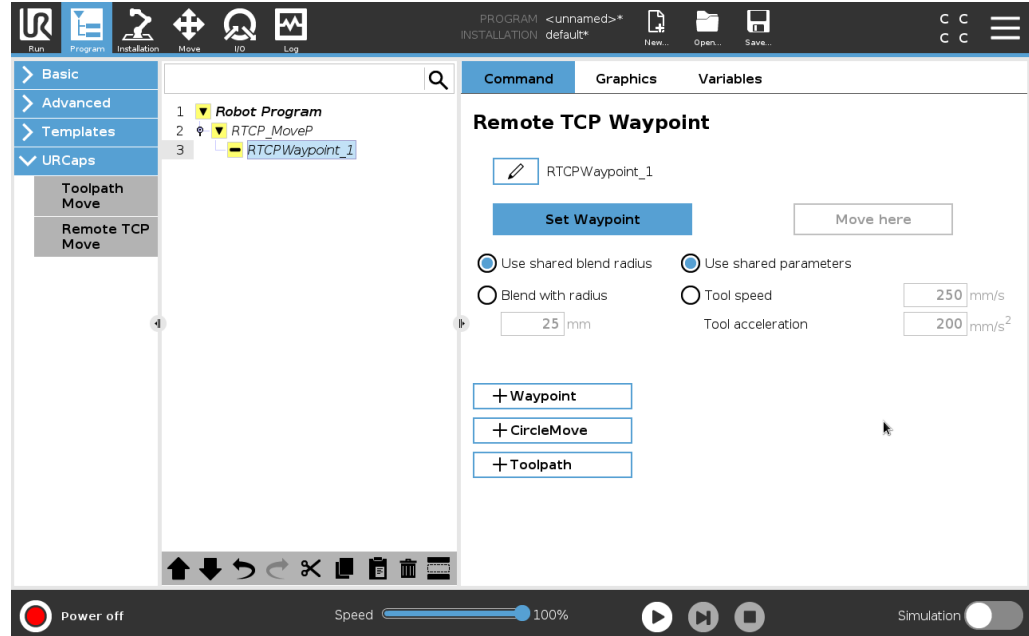 PROGRAM <unnamed>*
INSTALLATION default*
UR
Run
Program
Installation
Move
I/O
Log
New...
Open...
Save...
C C
C C
Basic
Advanced
Templates
URCaps
Toolpath
Move
Remote TCP
Move
1 Robot Program
2 RTCP_MoveP
3 RTCPWaypoint_1
Command Graphics Variables
Remote TCP Waypoint
RTCPWaypoint_1
Set Waypoint Move here
Use shared blend radius Use shared parameters
Blend with radius Tool speed 250 mm/s
25 mm Tool acceleration 200 mm/s²
+Waypoint
+CircleMove
+Toolpath
Power off Speed 100% Simulation